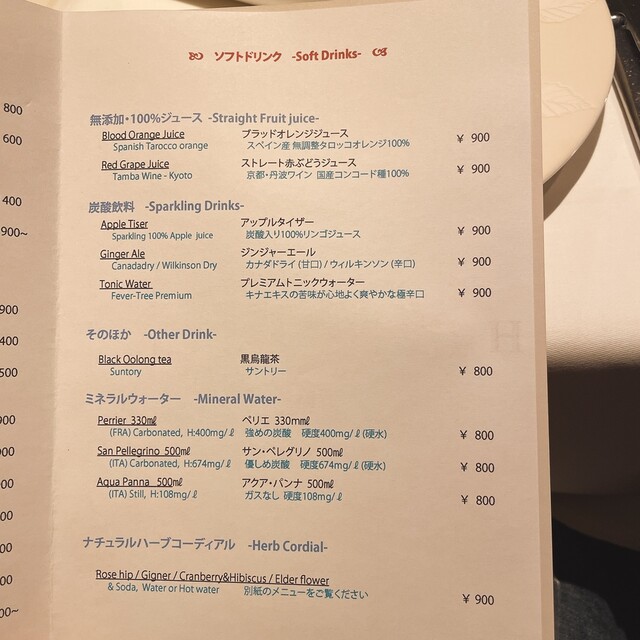 ソフトドリンク -Soft Drinks-
無添加・100%ジュース -Straight Fruit juice-
Blood Orange Juice ブラッドオレンジジュース
Spanish Tarocco orange スペイン産 無調整タロッコオレンジ100% ¥ 900
Red Grape Juice ストレート赤ぶどうジュース
Tamba Wine - Kyoto 京都・丹波ワイン 国産コンコード種100% ¥ 900
炭酸飲料 -Sparkling Drinks-
Apple Tiser アップルタイザー
Sparkling 100% Apple juice 炭酸入り100%リンゴジュース ¥ 900
Ginger Ale ジンジャーエール
Canadadry / Wilkinson Dry カナダドライ (甘口) / ウィルキンソン (辛口) ¥ 900
Tonic Water プレミアムトニックウォーター
Fever-Tree Premium キナエキスの苦味が心地よく爽やかな極辛口 ¥ 900
そのほか -Other Drink-
Black Oolong tea 黒烏龍茶
Suntory サントリー ¥ 800
ミネラルウォーター -Mineral Water-
Perrier 330㎖ ペリエ 330m㎖
(FRA) Carbonated, H:400mg/ℓ 強めの炭酸 硬度400mg/ℓ(硬水) ¥ 800
San Pellegrino 500㎖ サン・ペレグリノ 500㎖
(ITA) Carbonated, H:674mg/ℓ 優しめ炭酸 硬度674mg/ℓ(硬水) ¥ 800
Aqua Panna 500㎖ アクア・パンナ 500㎖
(ITA) Still, H:108mg/ℓ ガスなし 硬度108mg/ℓ ¥ 800
ナチュラルハーブコーディアル -Herb Cordial-
Rose hip / Gigner / Cranberry&Hibiscus / Elder flower
& Soda, Water or Hot water 別紙のメニューをご覧ください ¥ 900
800
600
400
900~
900
400
500